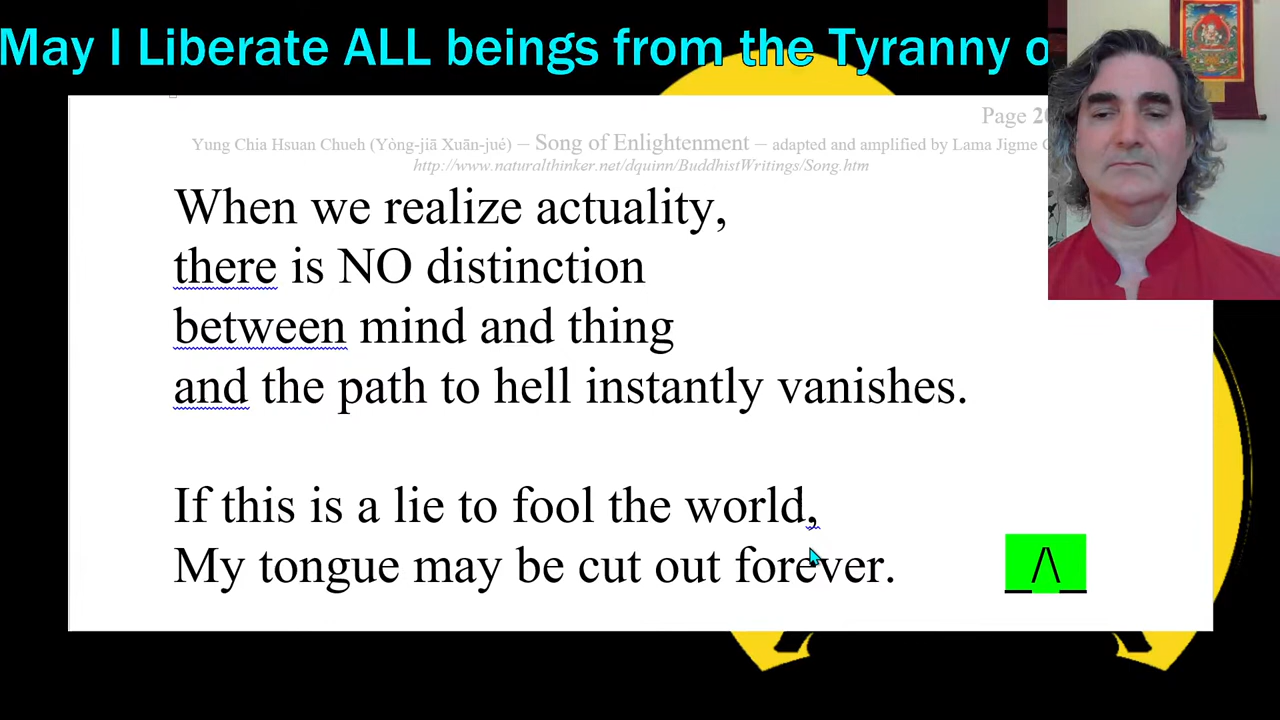 May I Liberate ALL beings from the Tyranny o
Page 20
Yung Chia Hsuan Chueh (Yòng-jiā Xuān-jué) – Song of Enlightenment – adapted and amplified by Lama Jigme
http://www.naturalthinker.net/dquinn/BuddhistWritings/Song.htm
When we realize actuality,
there is NO distinction
between mind and thing
and the path to hell instantly vanishes.
If this is a lie to fool the world,
My tongue may be cut out forever.
_/\_